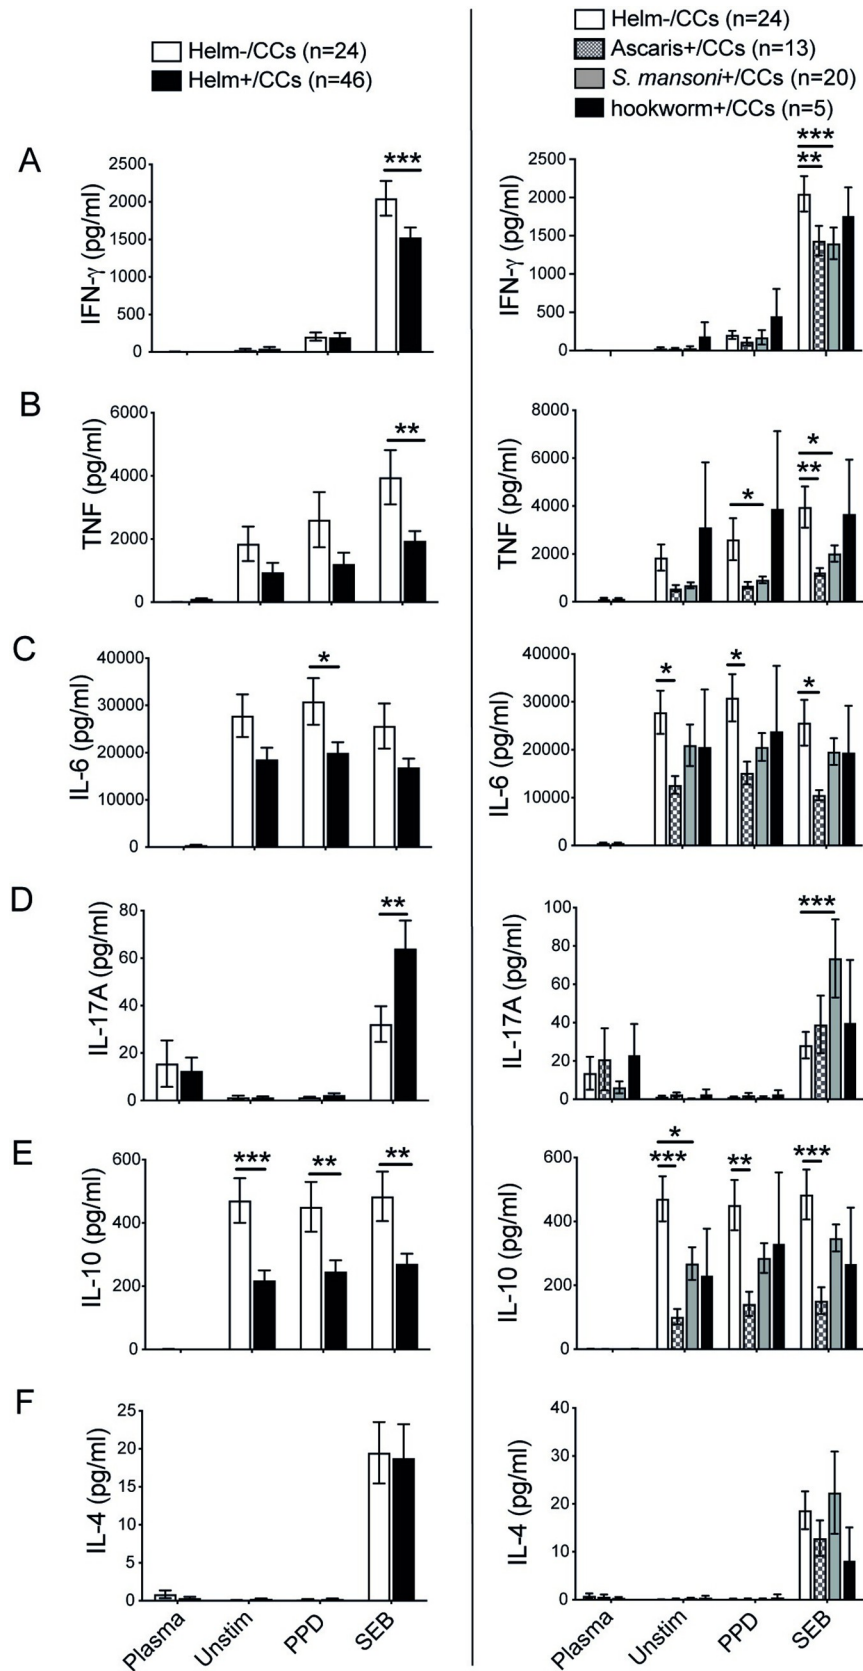 Helm-/CCs (n=24)
Helm+/CCs (n=46)
Helm-/CCs (n=24)
Ascaris+/CCs (n=13)
S. mansoni+/CCs (n=20)
hookworm+/CCs (n=5)
A
IFN-γ (pg/ml)
2500
2000
1500
1000
500
0
***
IFN-γ (pg/ml)
2500
2000
1500
1000
500
0
***
**
B
TNF (pg/ml)
6000
4000
2000
0
**
TNF (pg/ml)
8000
6000
4000
2000
0
*
*
**
C
IL-6 (pg/ml)
40000
30000
20000
10000
0
*
IL-6 (pg/ml)
40000
30000
20000
10000
0
*
*
*
D
IL-17A (pg/ml)
80
60
40
20
0
**
IL-17A (pg/ml)
100
80
60
40
20
0
***
E
IL-10 (pg/ml)
600
400
200
0
***
**
**
IL-10 (pg/ml)
600
400
200
0
*
***
**
***
F
IL-4 (pg/ml)
25
20
15
10
5
0
Plasma
Unstim
PPD
SEB
IL-4 (pg/ml)
40
30
20
10
0
Plasma
Unstim
PPD
SEB